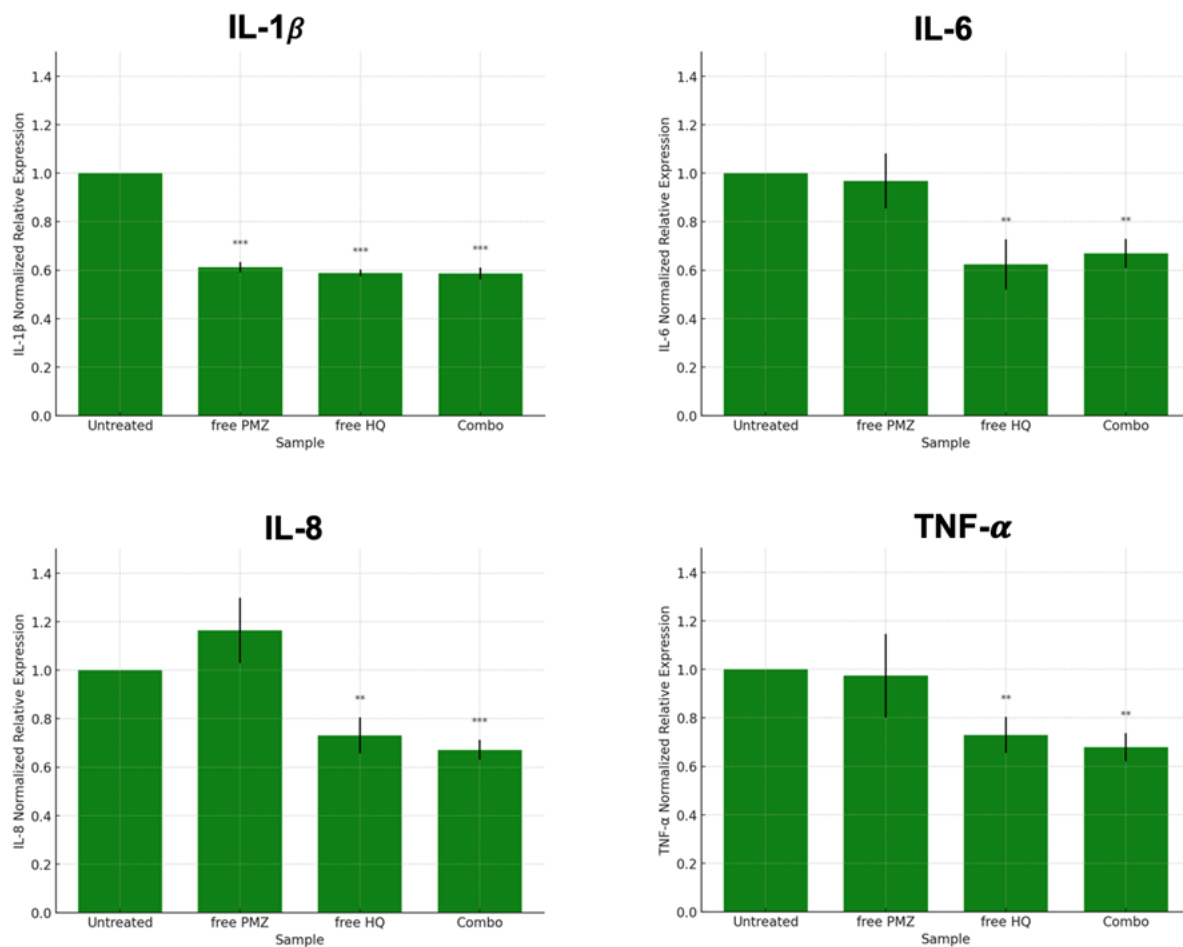 IL-1β
IL-1β Normalized Relative Expression
1.4
1.2
1.0
0.8
0.6
0.4
0.2
0.0
***
***
***
Untreated
free PMZ
free HQ
Combo
Sample
IL-6
IL-6 Normalized Relative Expression
1.4
1.2
1.0
0.8
0.6
0.4
0.2
0.0
**
**
Untreated
free PMZ
free HQ
Combo
Sample
IL-8
IL-8 Normalized Relative Expression
1.4
1.2
1.0
0.8
0.6
0.4
0.2
0.0
**
***
Untreated
free PMZ
free HQ
Combo
Sample
TNF-α
TNF-α Normalized Relative Expression
1.4
1.2
1.0
0.8
0.6
0.4
0.2
0.0
**
**
Untreated
free PMZ
free HQ
Combo
Sample